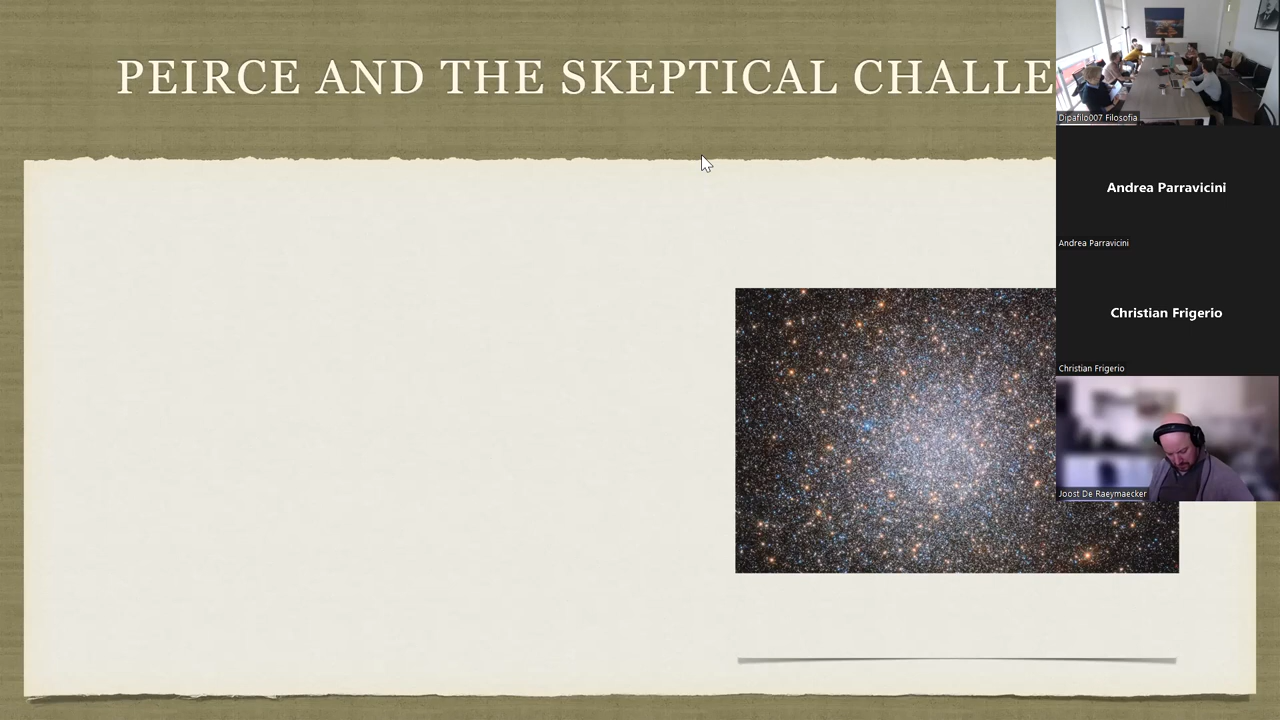 PEIRCE AND THE SKEPTICAL CHALLE
Dipafilo007 Filosofia
Andrea Parravicini
Andrea Parravicini
Christian Frigerio
Christian Frigerio
Joost De Raeymaecker